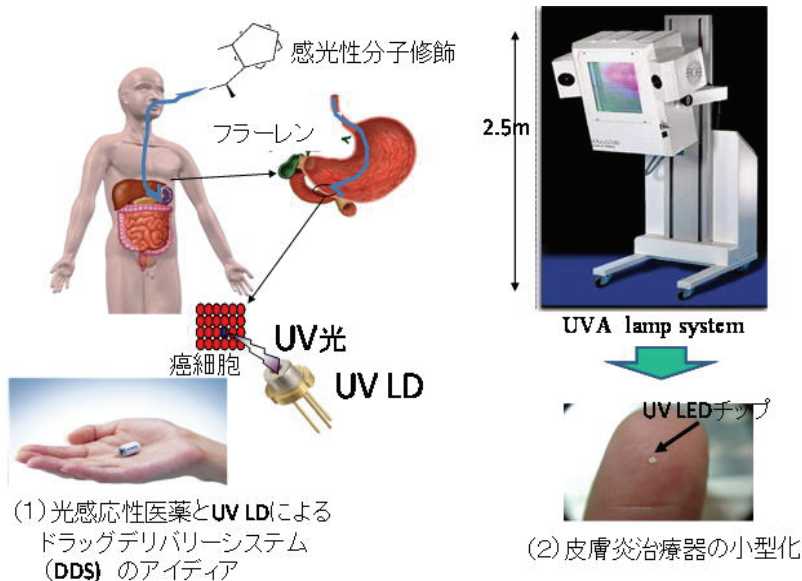 感光性分子修飾
フラーレン
癌細胞
UV光
UV LD
(1)光感応性医薬とUV LDによる
ドラッグデリバリーシステム
(DDS) のアイディア
2.5m
UVA lamp system
UV LEDチップ
(2)皮膚炎治療器の小型化